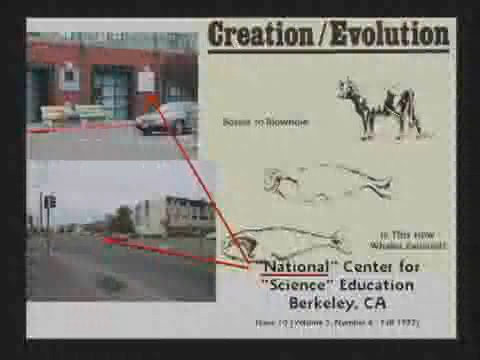 Creation/Evolution
Bossie to Blowhole
Is This How
Whales Evolved?
"National" Center for
"Science" Education
Berkeley, CA